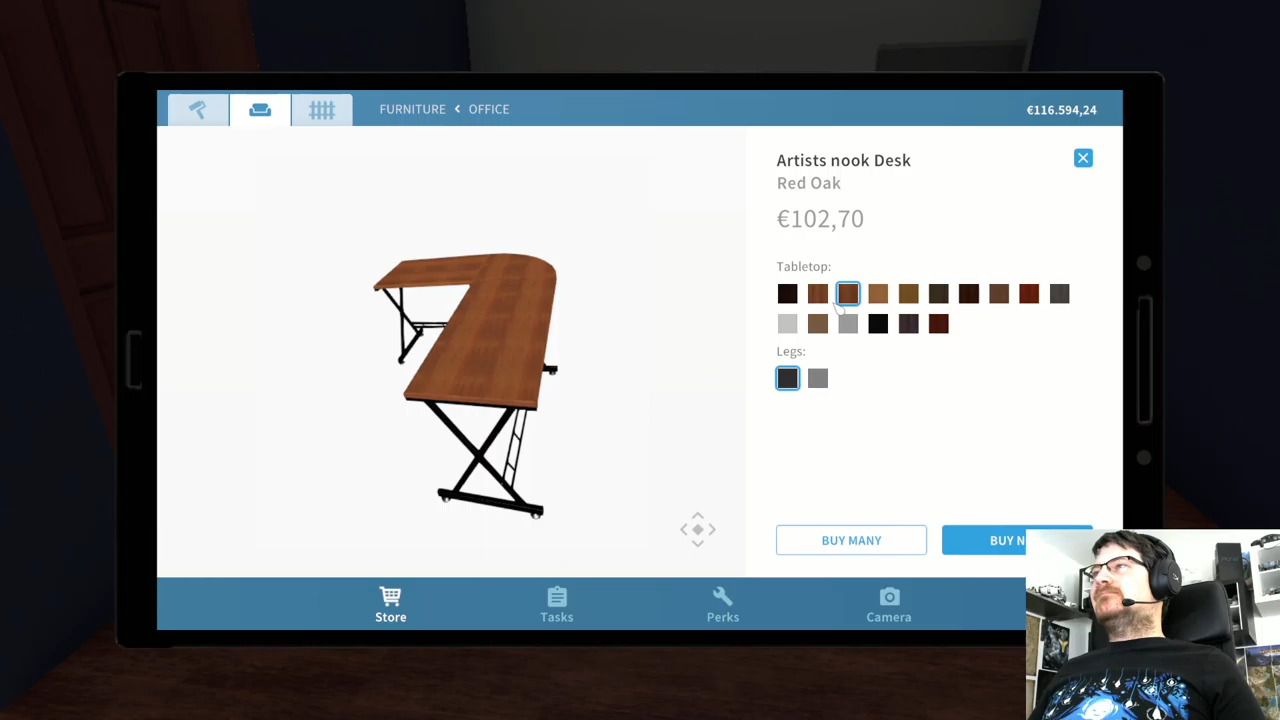 FURNITURE < OFFICE
€116.594,24
Artists nook Desk
Red Oak
€102,70
Tabletop:
Legs:
BUY MANY
BUY N
Store
Tasks
Perks
Camera